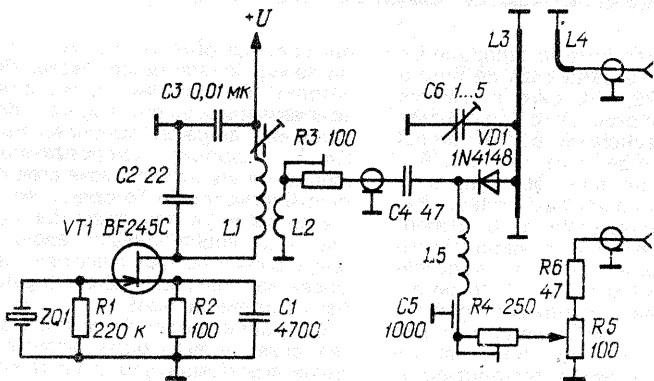 +U
L3
L4
C3 0,01 мк
C6 1...5
R3 100
VD1
1N4148
C2 22
L1
L2
C4 47
VT1 BF245C
L5
R6
47
ZQ1
R1
220 к
R2
100
C1
4700
C5
1000
R4 250
R5
100